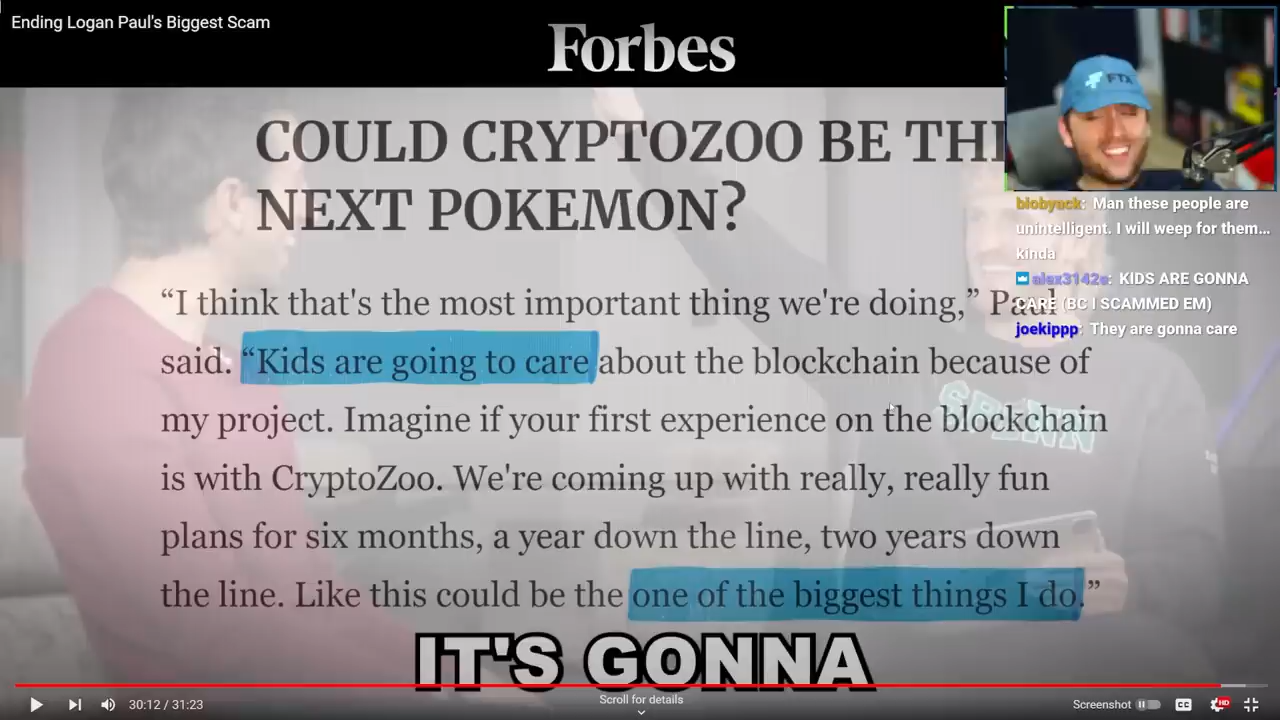 Ending Logan Paul's Biggest Scam
Forbes
FTX
COULD CRYPTOZOO BE THE
NEXT POKEMON?
“I think that's the most important thing we're doing,” Paul
said. “Kids are going to care about the blockchain because of
my project. Imagine if your first experience on the blockchain
is with CryptoZoo. We're coming up with really, really fun
plans for six months, a year down the line, two years down
the line. Like this could be the one of the biggest things I do.”
blobyack: Man these people are
unintelligent. I will weep for them...
kinda
alex3142e: KIDS ARE GONNA
CARE (BC I SCAMMED EM)
joekippp: They are gonna care
IT'S GONNA
Scroll for details
30:12 / 31:23
Screenshot
CC
HD